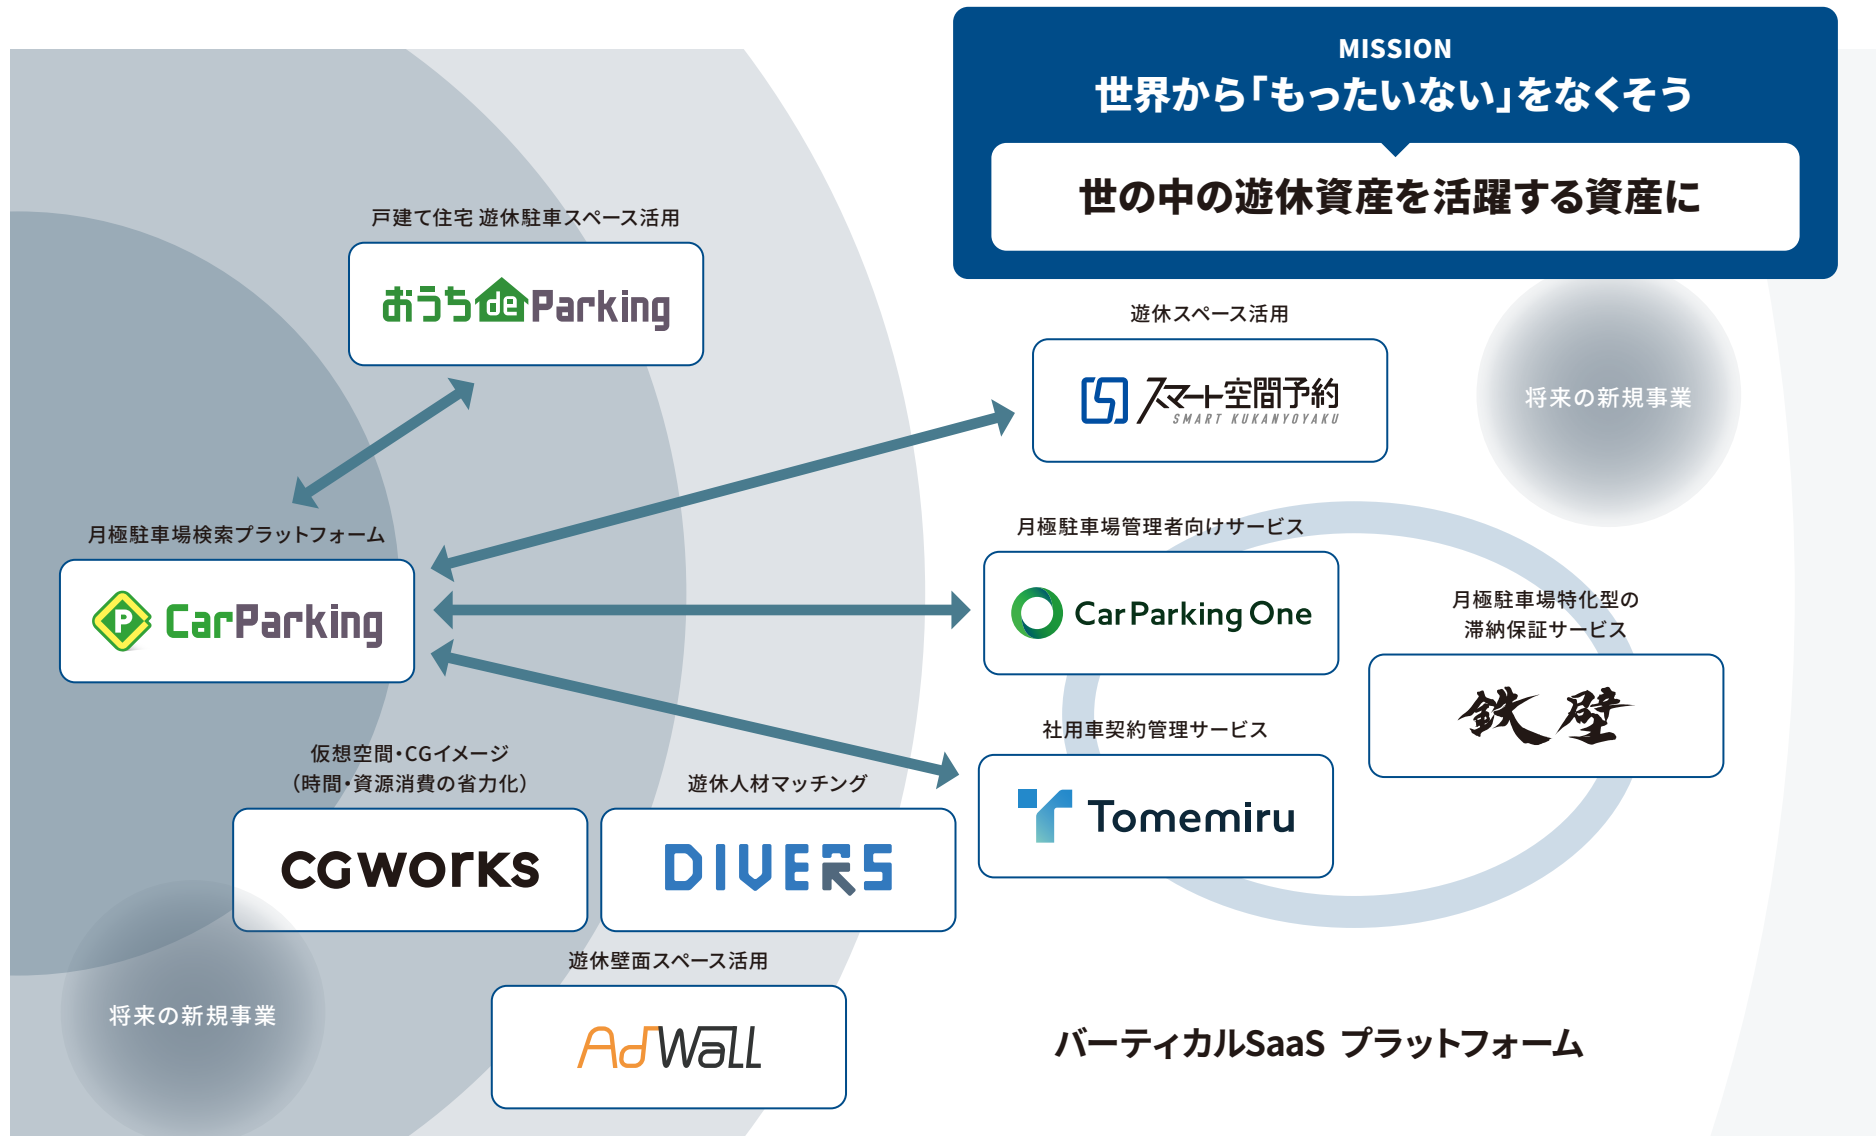 MISSION
世界から「もったいない」をなくそう
世の中の遊休資産を活躍する資産に
戸建て住宅 遊休駐車スペース活用
おうち de Parking
遊休スペース活用
スマート空間予約
SMART KUKANYOYAKU
将来の新規事業
月極駐車場検索プラットフォーム
P CarParking
月極駐車場管理者向けサービス
CarParking One
月極駐車場特化型の
滞納保証サービス
鉄壁
社用車契約管理サービス
Tomemiru
仮想空間・CGイメージ
（時間・資源消費の省力化）
CGWORKS
遊休人材マッチング
DIVERS
遊休壁面スペース活用
AdWall
将来の新規事業
バーティカルSaaS プラットフォーム